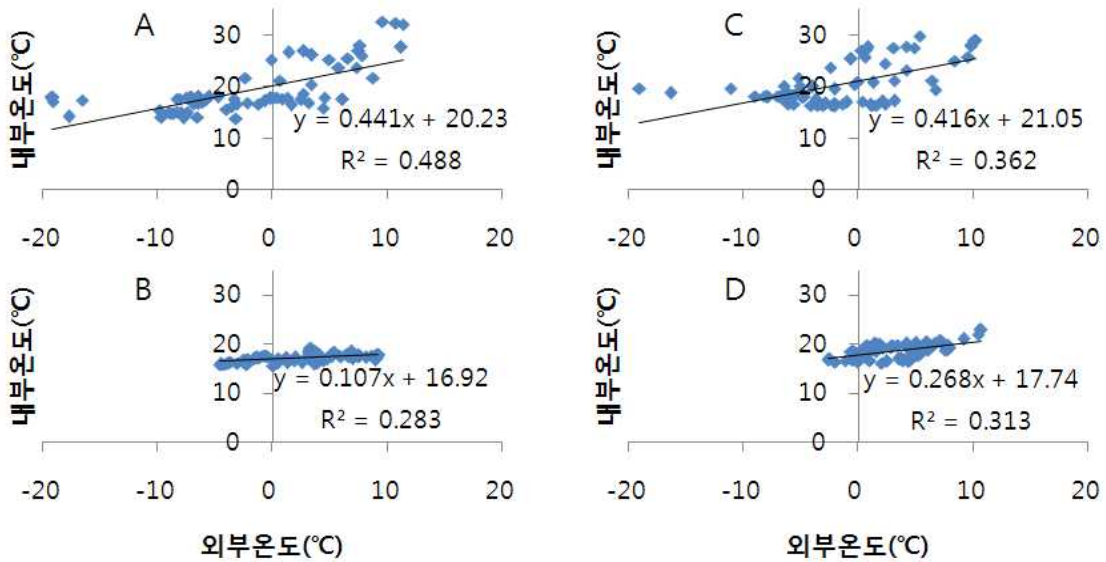 A
내부온도(℃)
30
20
10
0
y = 0.441x + 20.23
R² = 0.488
-20 -10 0 10 20
C
내부온도(℃)
30
20
10
0
y = 0.416x + 21.05
R² = 0.362
-20 -10 0 10 20
B
내부온도(℃)
30
20
10
0
y = 0.107x + 16.92
R² = 0.283
-20 -10 0 10 20
외부온도(℃)
D
내부온도(℃)
30
20
10
0
y = 0.268x + 17.74
R² = 0.313
-20 -10 0 10 20
외부온도(℃)